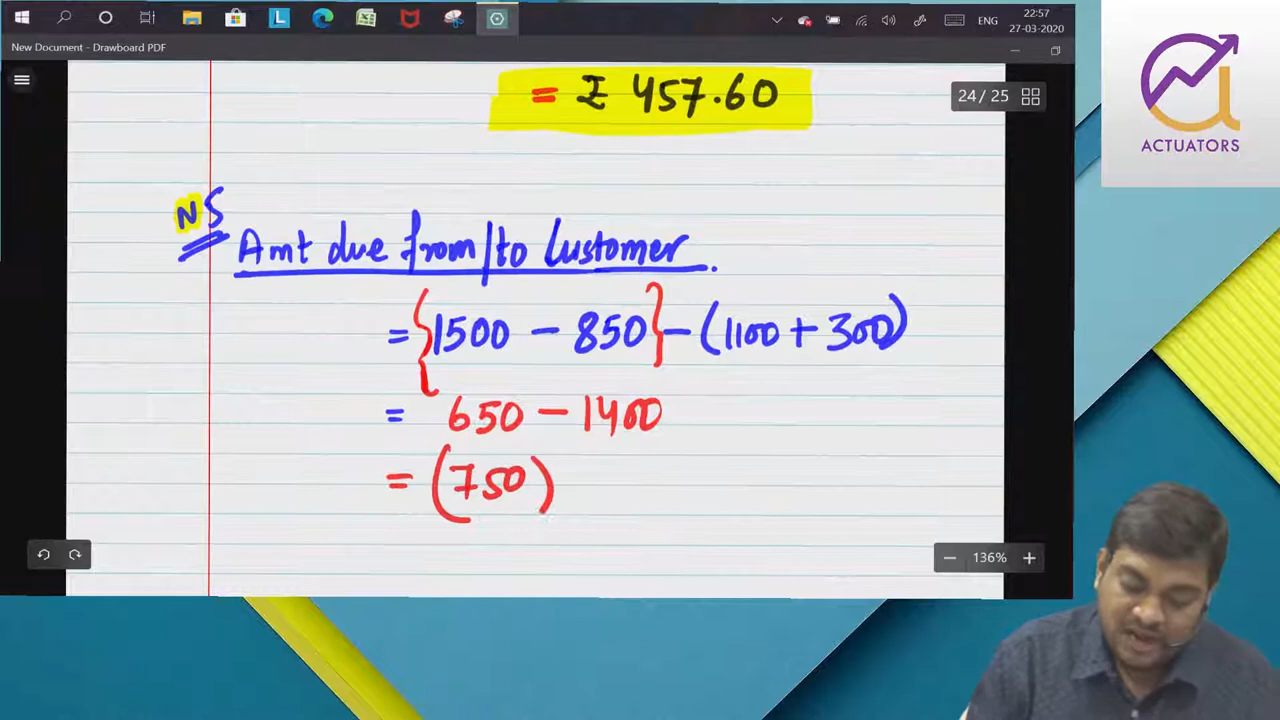 22:57
ENG
27-03-2020
New Document - Drawboard PDF
= ₹ 457.60
24 / 25
ACTUATORS
N5
Amt due from/to Customer.
= {1500 - 850} - (1100 + 300)
= 650 - 1400
= (750)
136%